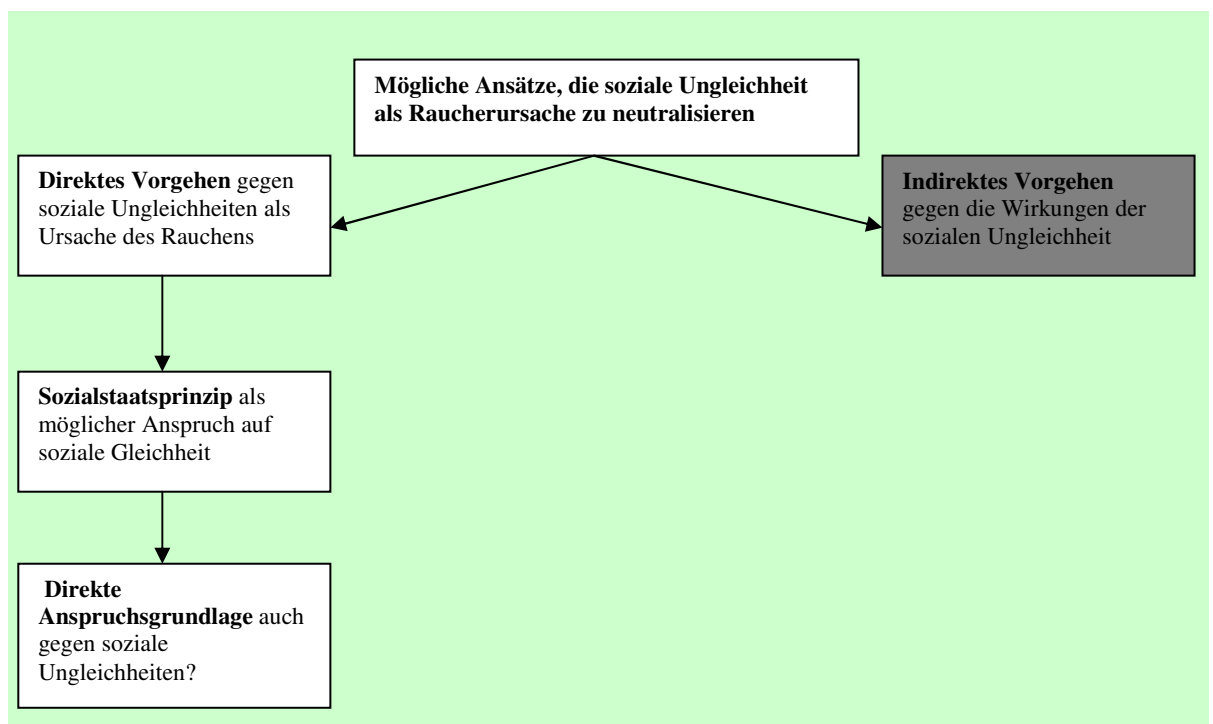 Mögliche Ansätze, die soziale Ungleichheit
als Raucherursache zu neutralisieren
Direktes Vorgehen gegen
soziale Ungleichheiten als
Ursache des Rauchens
Indirektes Vorgehen
gegen die Wirkungen der
sozialen Ungleichheit
Sozialstaatsprinzip als
möglicher Anspruch auf
soziale Gleichheit
Direkte
Anspruchsgrundlage auch
gegen soziale
Ungleichheiten?